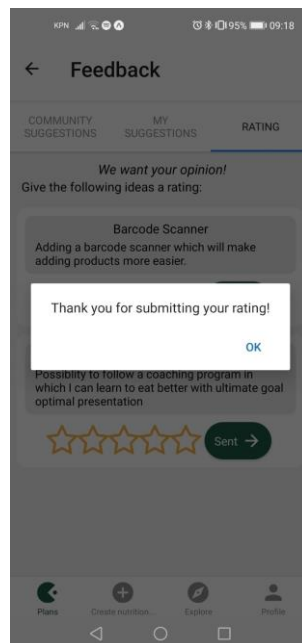 KPN 95% 09:18
Feedback
COMMUNITY SUGGESTIONS
MY SUGGESTIONS
RATING
We want your opinion!
Give the following ideas a rating:
Barcode Scanner
Adding a barcode scanner which will make
adding products more easier.
Thank you for submitting your rating!
OK
Possiblity to follow a coaching program in
which I can learn to eat better with ultimate goal
optimal presentation
Sent
Plans
Create nutrition...
Explore
Profile